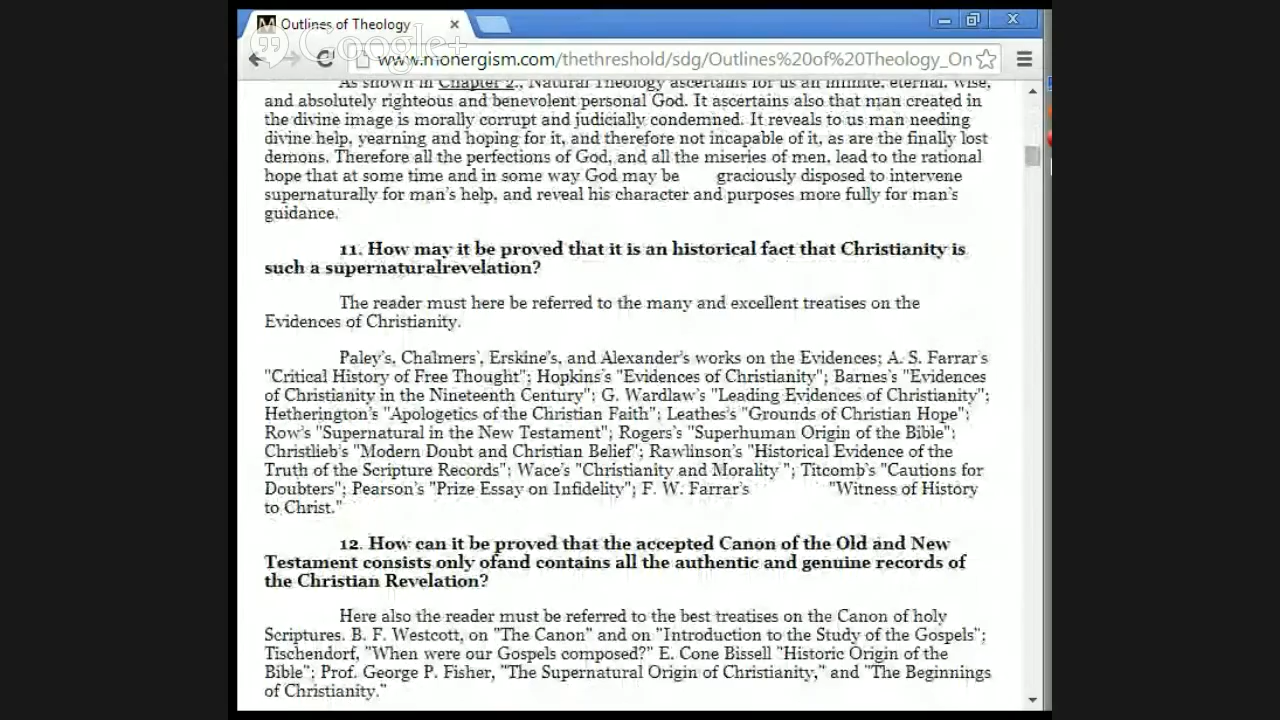 Outlines of Theology
Google+
www.monergism.com/thethreshold/sdg/Outlines%20of%20Theology_On
As shown in Chapter 2., Natural Theology ascertains for us an infinite, eternal, wise,
and absolutely righteous and benevolent personal God. It ascertains also that man created in
the divine image is morally corrupt and judicially condemned. It reveals to us man needing
divine help, yearning and hoping for it, and therefore not incapable of it, as are the finally lost
demons. Therefore all the perfections of God, and all the miseries of men, lead to the rational
hope that at some time and in some way God may be graciously disposed to intervene
supernaturally for man's help, and reveal his character and purposes more fully for man's
guidance.
11. How may it be proved that it is an historical fact that Christianity is
such a supernaturalrevelation?
The reader must here be referred to the many and excellent treatises on the
Evidences of Christianity.
Paley's, Chalmers', Erskine's, and Alexander's works on the Evidences; A. S. Farrar's
"Critical History of Free Thought"; Hopkins's "Evidences of Christianity"; Barnes's "Evidences
of Christianity in the Nineteenth Century"; G. Wardlaw's "Leading Evidences of Christianity";
Hetherington's "Apologetics of the Christian Faith"; Leathes's "Grounds of Christian Hope";
Row's "Supernatural in the New Testament"; Rogers's "Superhuman Origin of the Bible";
Christlieb's "Modern Doubt and Christian Belief"; Rawlinson's "Historical Evidence of the
Truth of the Scripture Records"; Wace's "Christianity and Morality "; Titcomb's "Cautions for
Doubters"; Pearson's "Prize Essay on Infidelity"; F. W. Farrar's "Witness of History
to Christ."
12. How can it be proved that the accepted Canon of the Old and New
Testament consists only ofand contains all the authentic and genuine records of
the Christian Revelation?
Here also the reader must be referred to the best treatises on the Canon of holy
Scriptures. B. F. Westcott, on "The Canon" and on "Introduction to the Study of the Gospels";
Tischendorf, "When were our Gospels composed?" E. Cone Bissell "Historic Origin of the
Bible"; Prof. George P. Fisher, "The Supernatural Origin of Christianity," and "The Beginnings
of Christianity."